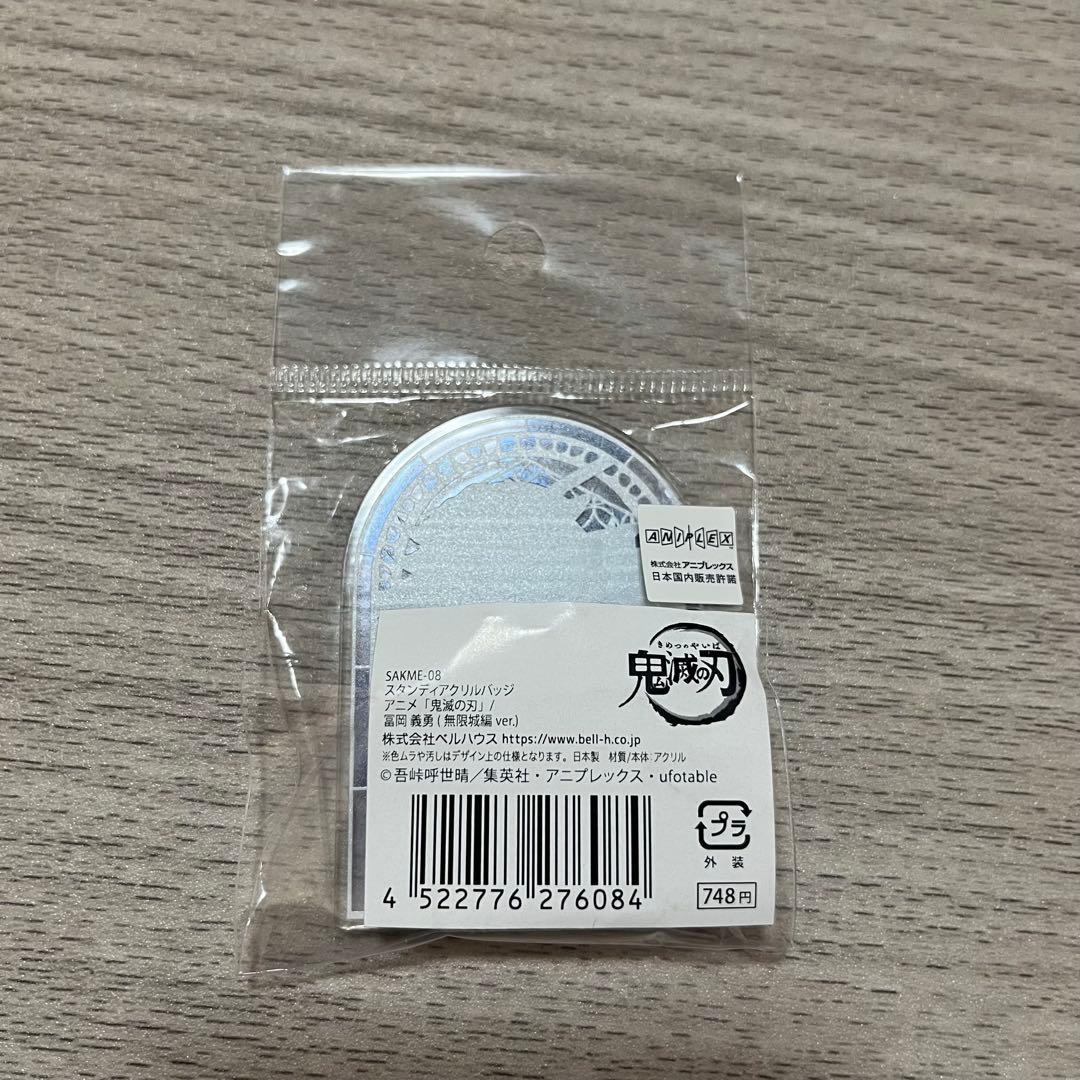 ANIPLEX™
株式会社アニプレックス
日本国内販売許諾
きめつのやいば
鬼滅の刃
SAKME-08
スタンディアクリルバッジ
アニメ「鬼滅の刃」/
冨岡 義勇 ( 無限城編 ver.)
株式会社ベルハウス https://www.bell-h.co.jp
※色ムラや汚しはデザイン上の仕様となります。日本製　材質/本体：アクリル
©吾峠呼世晴／集英社・アニプレックス・ufotable
プラ
外 装
4 522776 276084
748円